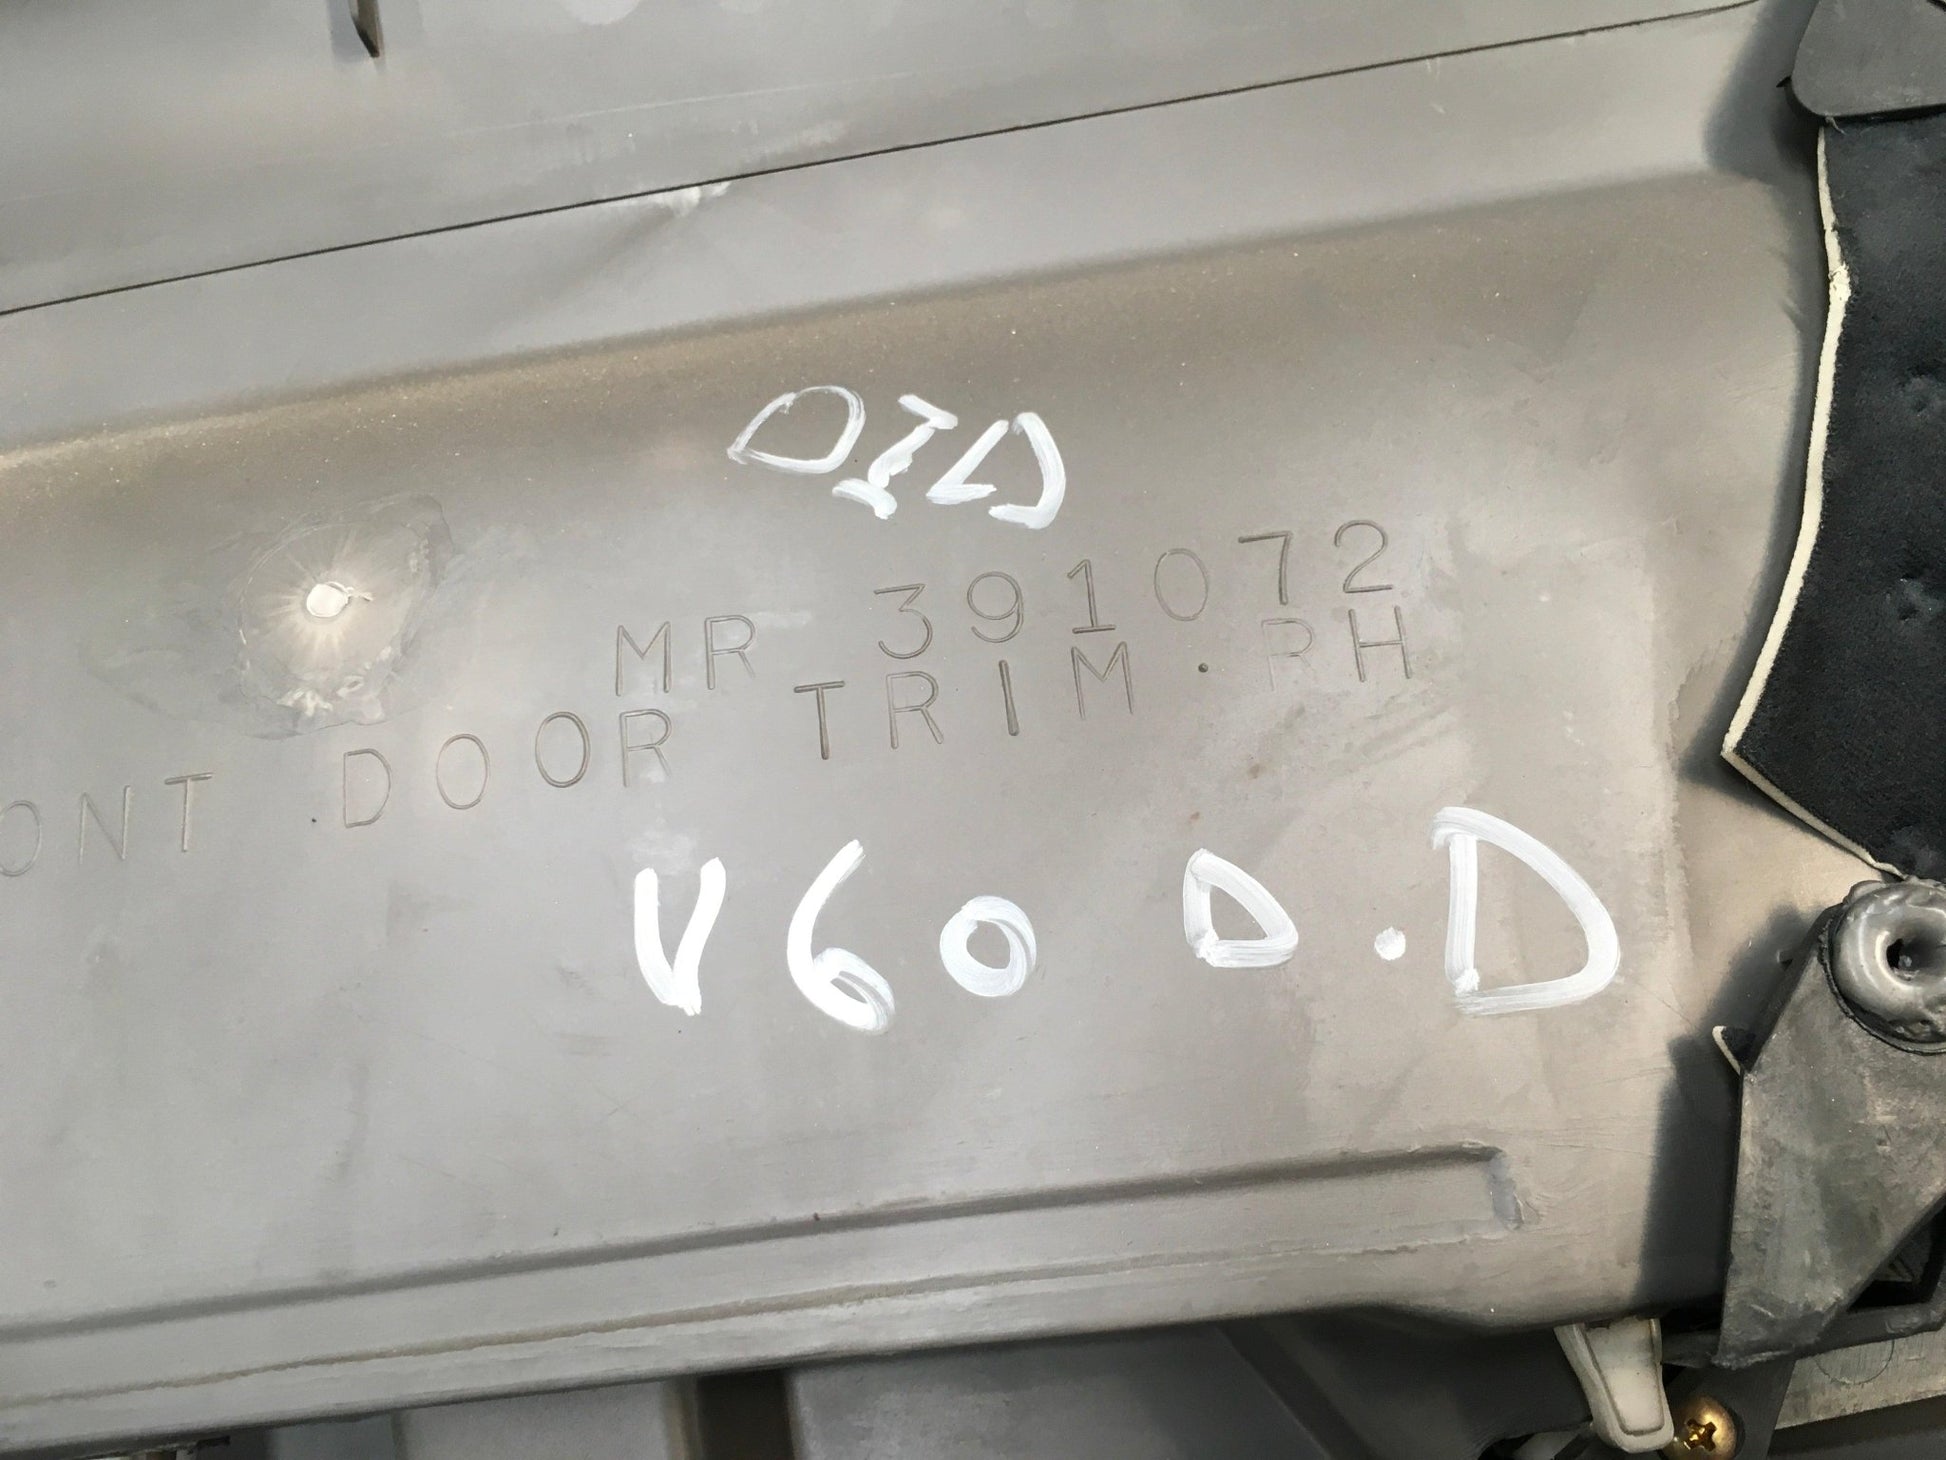 DID
MR 391072
ONT DOOR TRIM.RH
V60 D.D